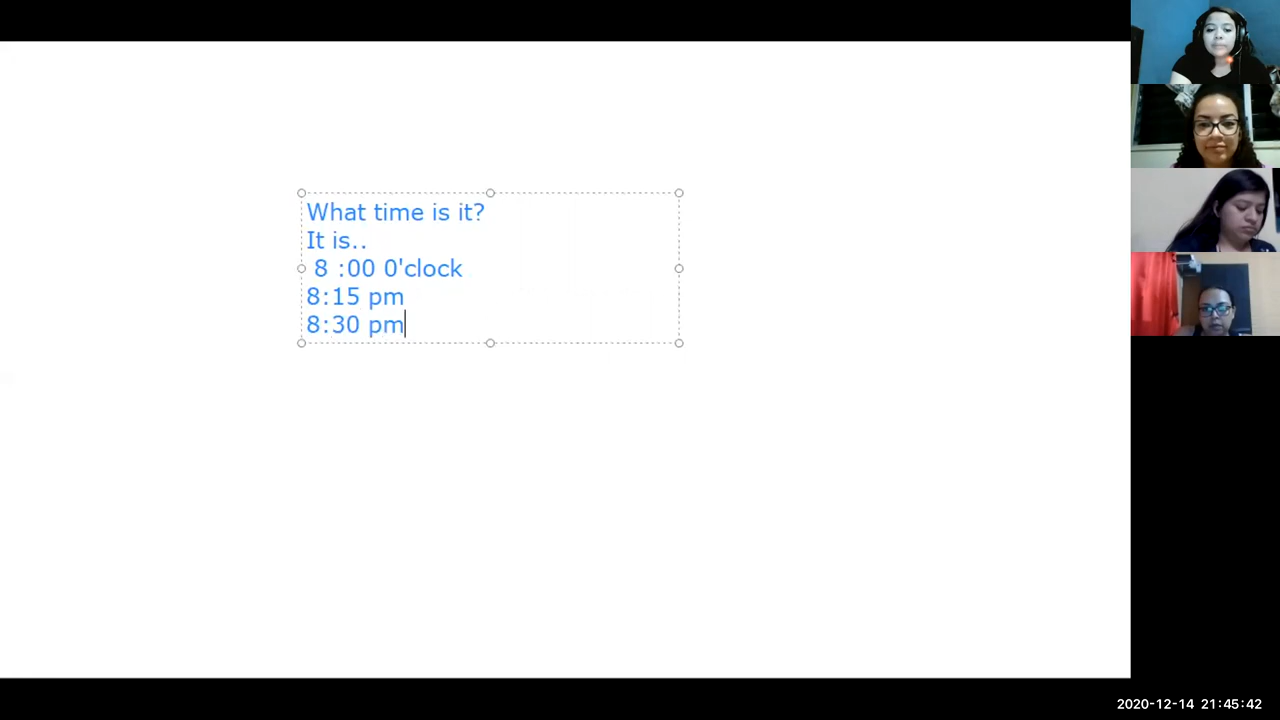 What time is it?
It is..
8 :00 0'clock
8:15 pm
8:30 pm
2020-12-14 21:45:42